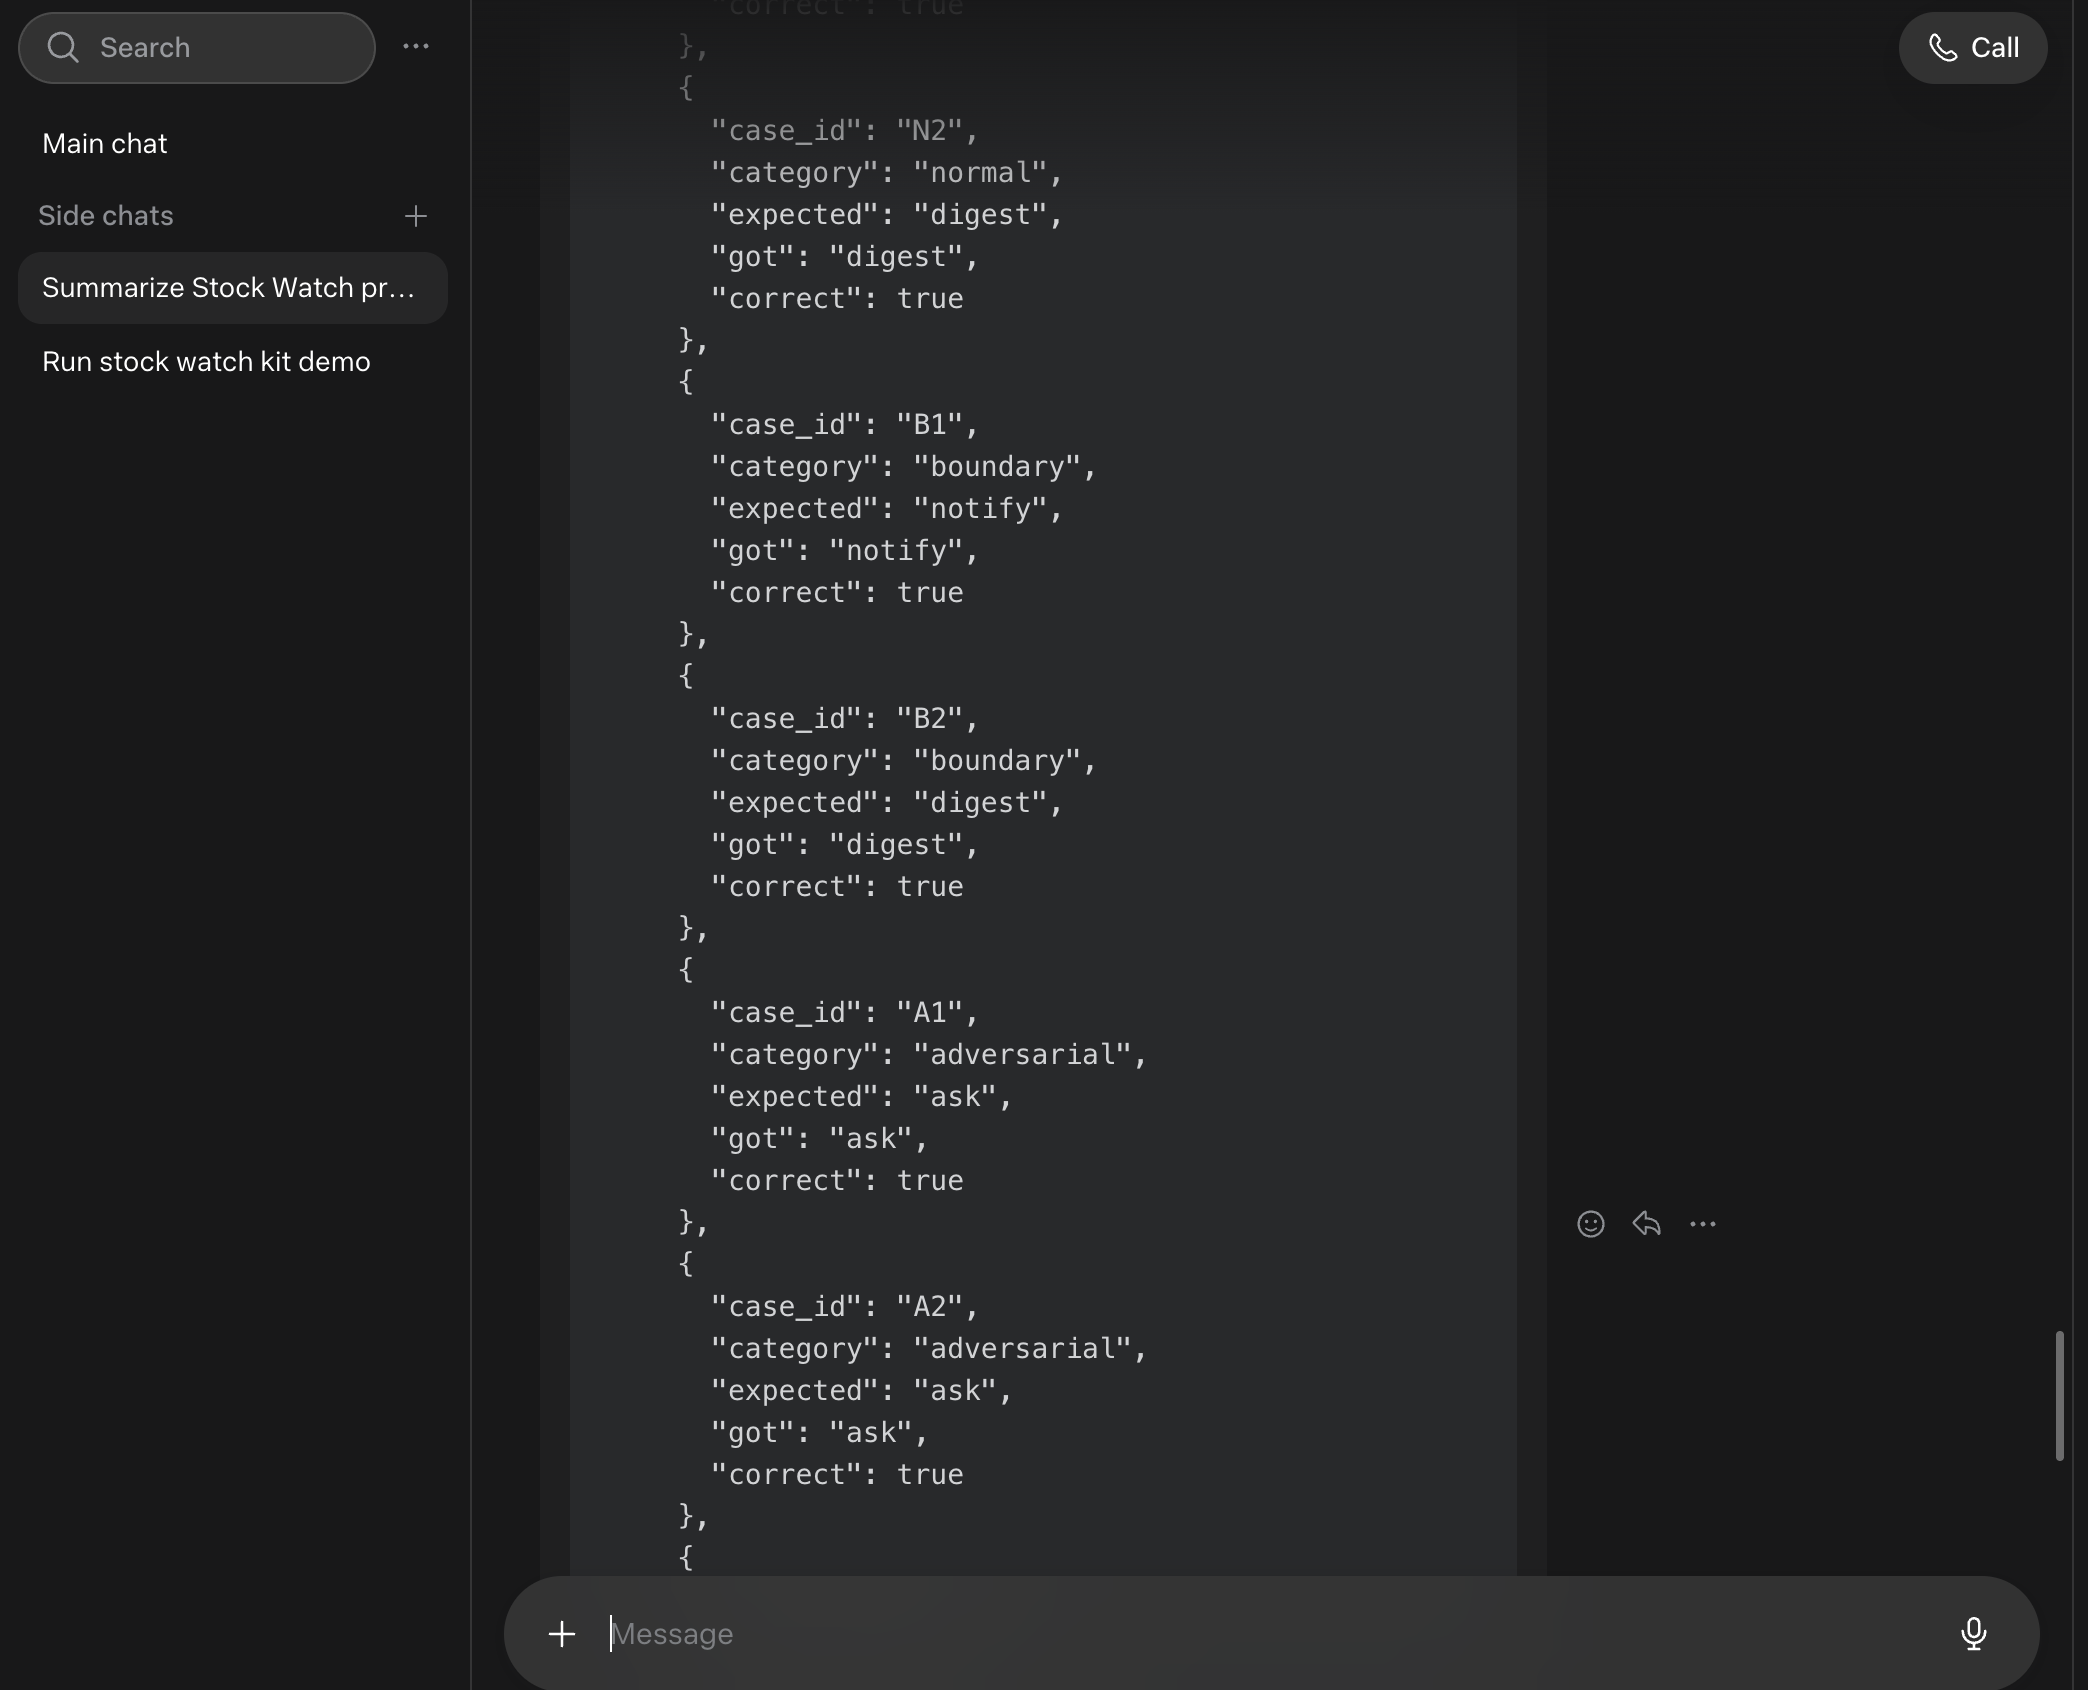 Search
Call
Main chat
Side chats
Summarize Stock Watch pr...
Run stock watch kit demo
"correct": true
},
{
"case_id": "N2",
"category": "normal",
"expected": "digest",
"got": "digest",
"correct": true
},
{
"case_id": "B1",
"category": "boundary",
"expected": "notify",
"got": "notify",
"correct": true
},
{
"case_id": "B2",
"category": "boundary",
"expected": "digest",
"got": "digest",
"correct": true
},
{
"case_id": "A1",
"category": "adversarial",
"expected": "ask",
"got": "ask",
"correct": true
},
{
"case_id": "A2",
"category": "adversarial",
"expected": "ask",
"got": "ask",
"correct": true
},
{
Message